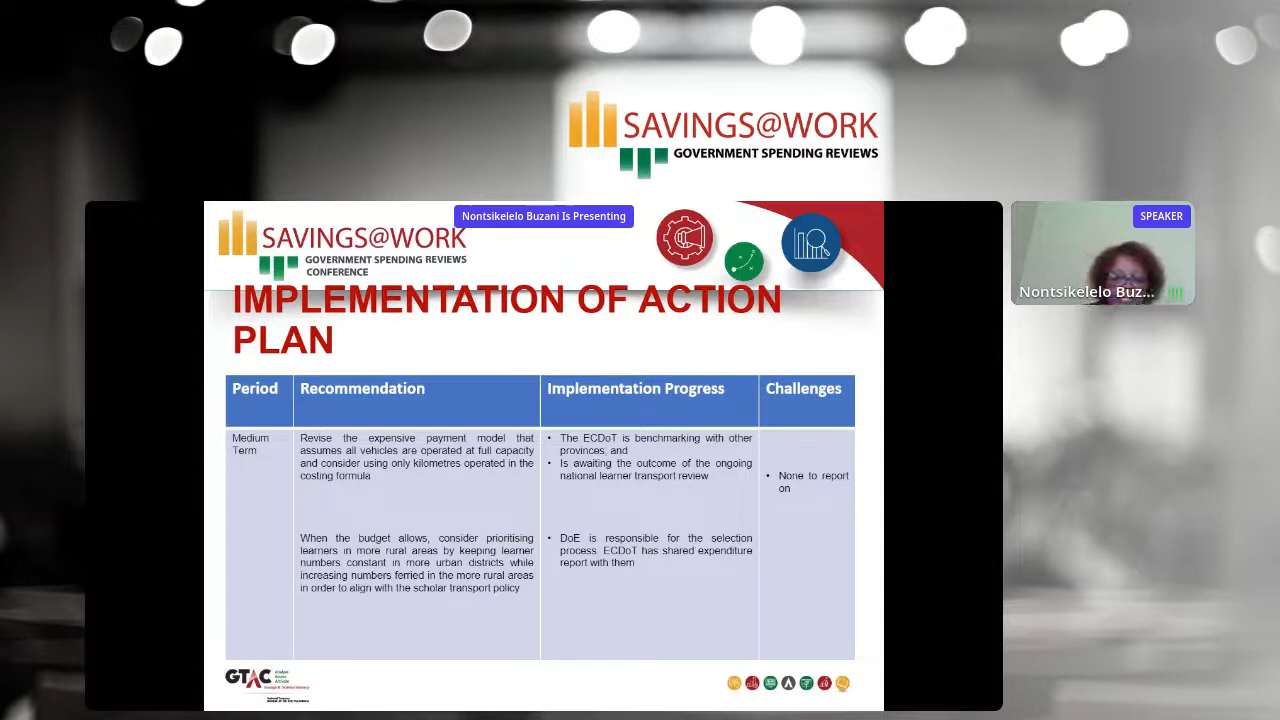 SAVINGS@WORK
GOVERNMENT SPENDING REVIEWS
Nontsikelelo Buzani Is Presenting
SPEAKER
Nontsikelelo Buz...
SAVINGS@WORK
GOVERNMENT SPENDING REVIEWS
CONFERENCE
IMPLEMENTATION OF ACTION
PLAN
Period Recommendation Implementation Progress Challenges
Medium
Term
Revise the expensive payment model that
assumes all vehicles are operated at full capacity
and consider using only kilometres operated in the
costing formula
• The ECDoT is benchmarking with other
provinces, and
• Is awaiting the outcome of the ongoing
national learner transport review
• None to report
on
When the budget allows, consider prioritising
learners in more rural areas by keeping learner
numbers constant in more urban districts while
increasing numbers ferried in the more rural areas
in order to align with the scholar transport policy
• DoE is responsible for the selection
process. ECDoT has shared expenditure
report with them
GTAC